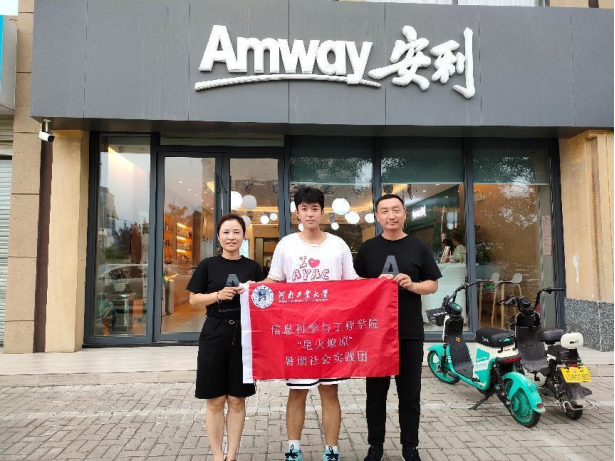 Amway 安利
I ❤
AYAC
A
A
河南工业大学
信息科学与工程学院
“星火燎原”
暑期社会实践团